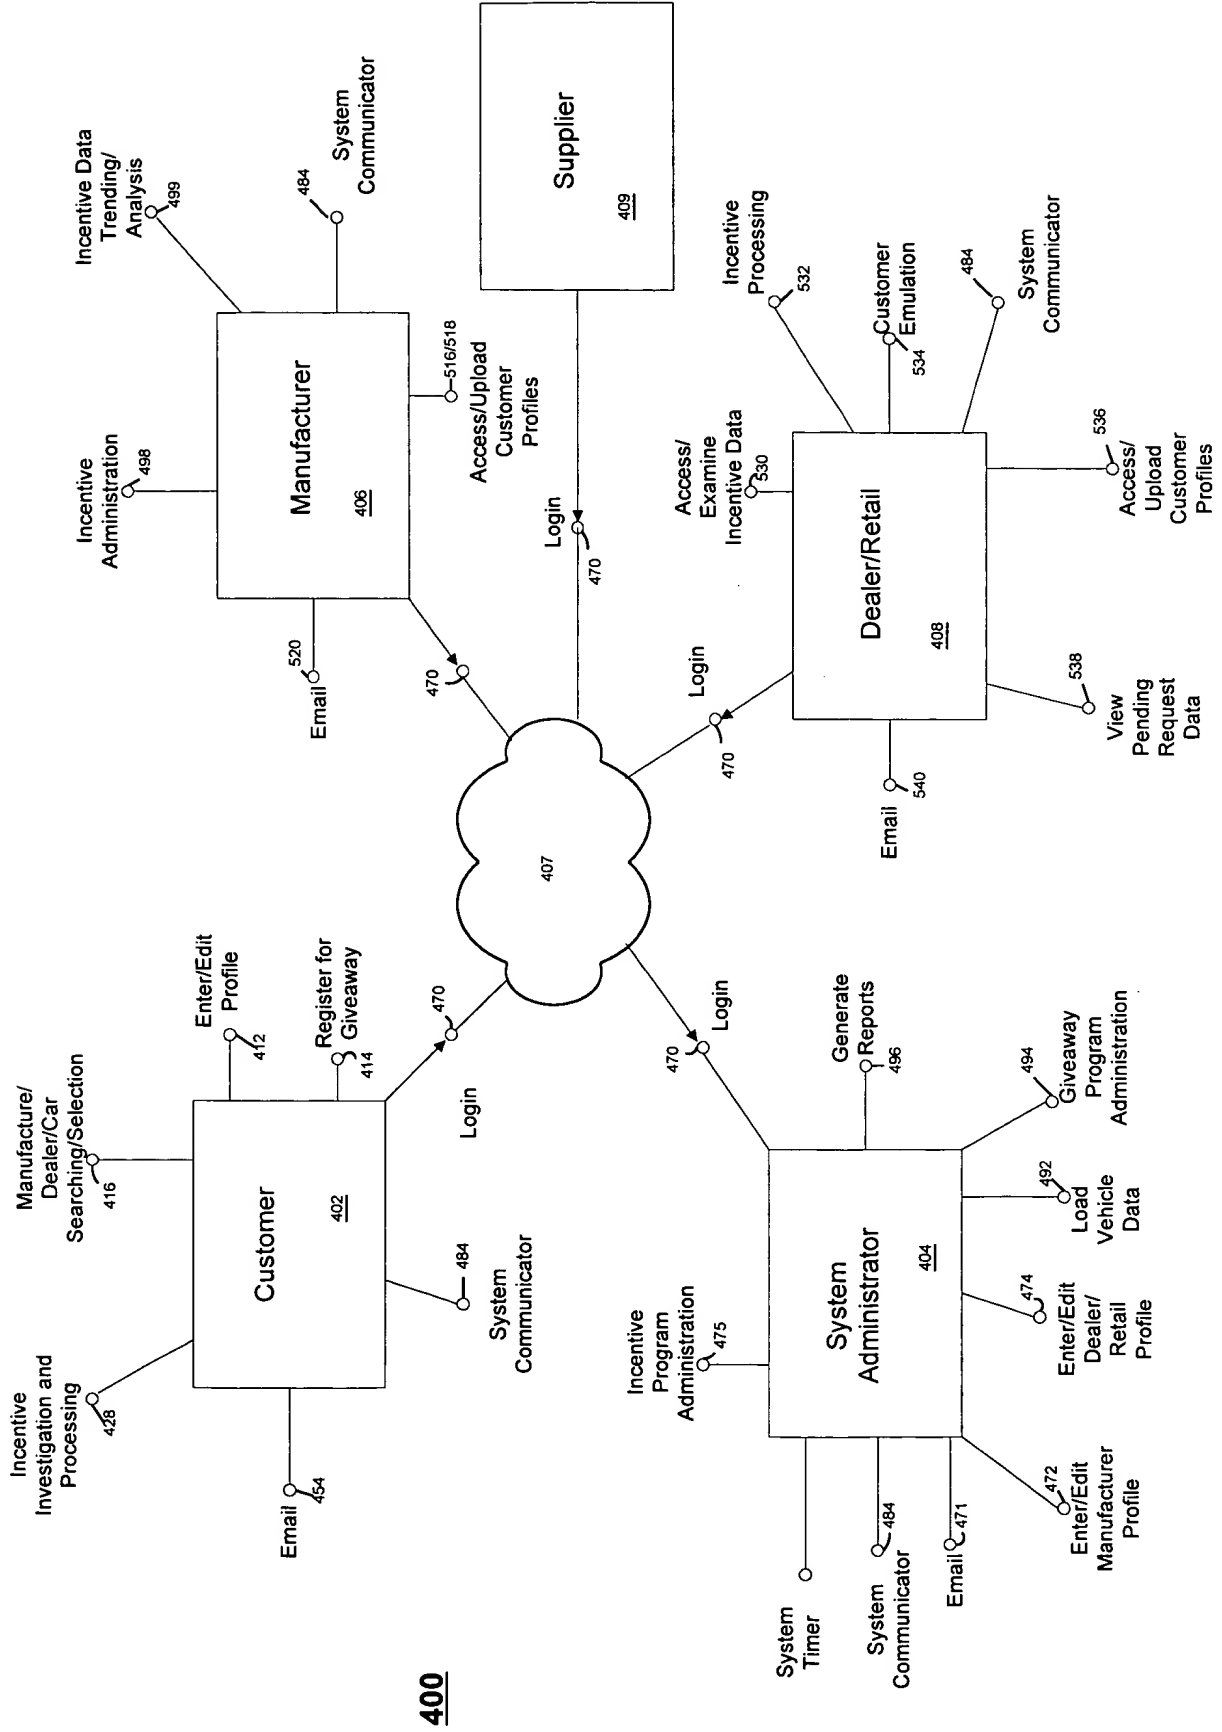 400
Incentive
Investigation and
Processing
428
Manufacture/
Dealer/Car
Searching/Selection
416
Enter/Edit
Profile
412
Register for
Giveaway
414
Customer
402
Email
454
System
Communicator
484
Login
470
Incentive
Administration
498
Incentive Data
Trending/
Analysis
499
System
Communicator
484
Manufacturer
406
Email
520
516/518
Access/Upload
Customer
Profiles
470
Supplier
409
Login
470
407
Incentive
Program
Administration
475
System
Administrator
404
System
Timer
System
Communicator
484
Email
471
Enter/Edit
Manufacturer
Profile
472
Enter/Edit
Dealer/
Retail
Profile
474
Load
Vehicle
Data
492
Giveaway
Program
Administration
494
Generate
Reports
496
Login
470
Login
470
Dealer/Retail
408
Access/
Examine
Incentive Data
530
Incentive
Processing
532
Customer
Emulation
534
System
Communicator
484
Access/
Upload
Customer
Profiles
536
View
Pending
Request
Data
538
Email
540